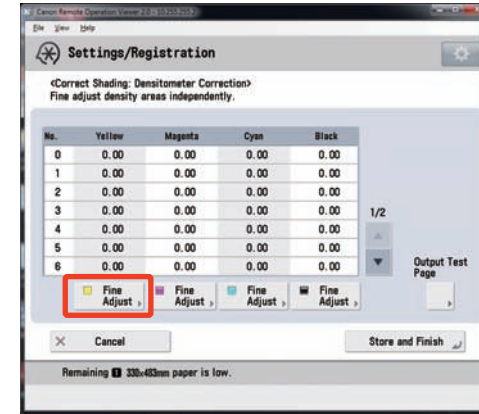 Canon Remote Operation Viewer
File View Help
Settings/Registration
<Correct Shading: Densitometer Correction>
Fine adjust density areas independently.
No. Yellow Magenta Cyan Black
0 0.00 0.00 0.00 0.00
1 0.00 0.00 0.00 0.00
2 0.00 0.00 0.00 0.00
3 0.00 0.00 0.00 0.00
4 0.00 0.00 0.00 0.00
5 0.00 0.00 0.00 0.00
6 0.00 0.00 0.00 0.00
1/2
Fine Adjust
Fine Adjust
Fine Adjust
Fine Adjust
Output Test
Page
Cancel
Store and Finish
Remaining 1 330x483mm paper is low.